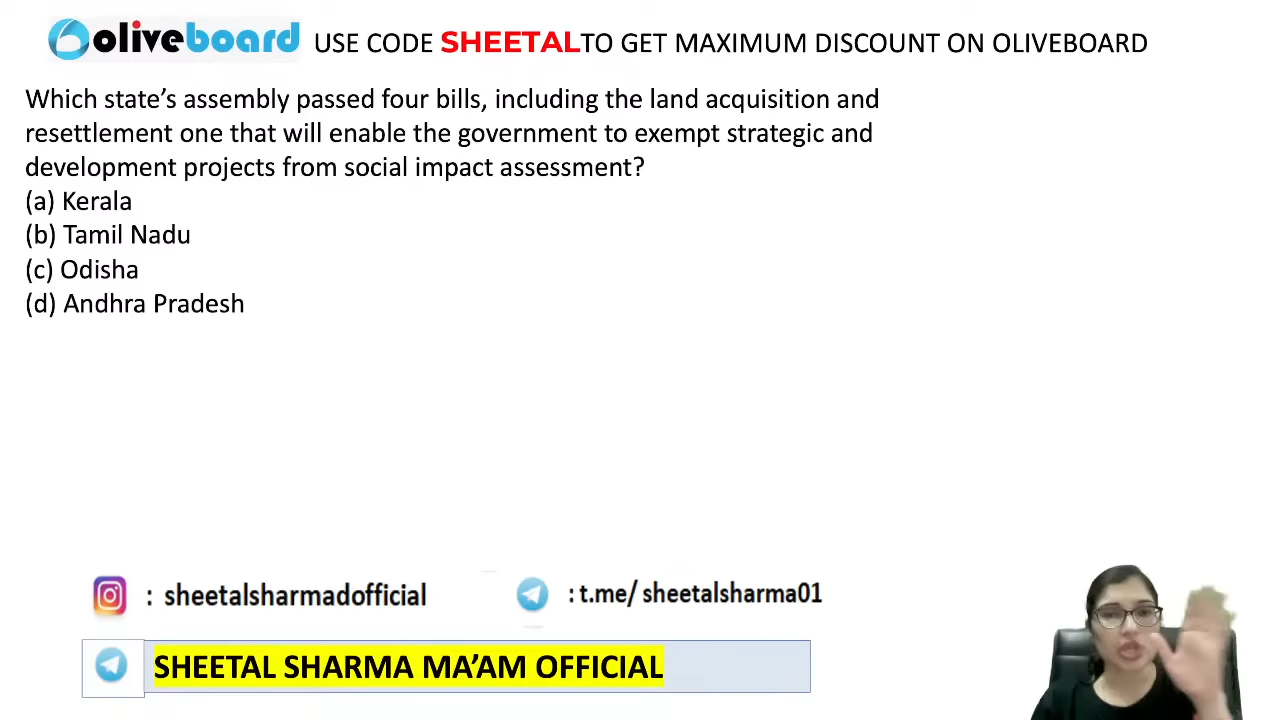 oliveboard USE CODE SHEETAL TO GET MAXIMUM DISCOUNT ON OLIVEBOARD
Which state’s assembly passed four bills, including the land acquisition and
resettlement one that will enable the government to exempt strategic and
development projects from social impact assessment?
(a) Kerala
(b) Tamil Nadu
(c) Odisha
(d) Andhra Pradesh
: sheetalsharmadofficial
: t.me/ sheetalsharma01
SHEETAL SHARMA MA’AM OFFICIAL